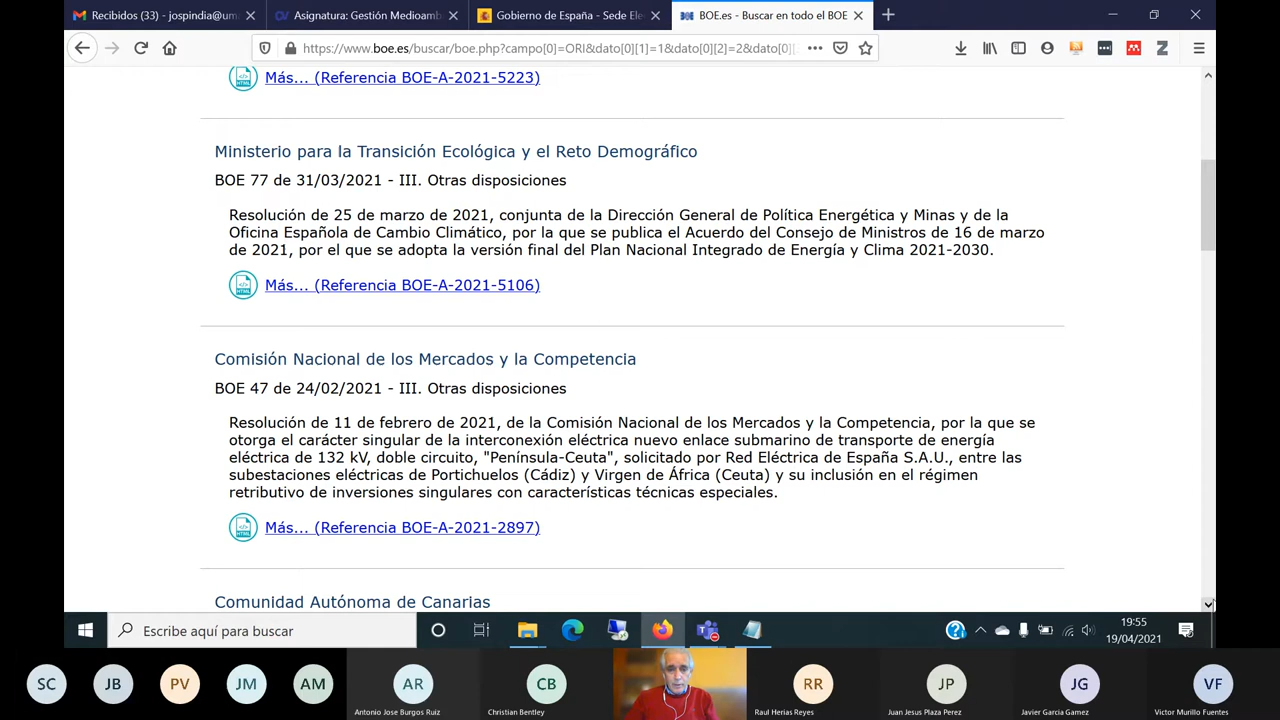 Recibidos (33) - jospindia@um
Asignatura: Gestión Medioamb
Gobierno de España - Sede Ele
BOE.es - Buscar en todo el BOE
https://www.boe.es/buscar/boe.php?campo[0]=ORI&dato[0][1]=1&dato[0][2]=2&dato[0]
Más... (Referencia BOE-A-2021-5223)
Ministerio para la Transición Ecológica y el Reto Demográfico
BOE 77 de 31/03/2021 - III. Otras disposiciones
Resolución de 25 de marzo de 2021, conjunta de la Dirección General de Política Energética y Minas y de la
Oficina Española de Cambio Climático, por la que se publica el Acuerdo del Consejo de Ministros de 16 de marzo
de 2021, por el que se adopta la versión final del Plan Nacional Integrado de Energía y Clima 2021-2030.
HTML
Más... (Referencia BOE-A-2021-5106)
Comisión Nacional de los Mercados y la Competencia
BOE 47 de 24/02/2021 - III. Otras disposiciones
Resolución de 11 de febrero de 2021, de la Comisión Nacional de los Mercados y la Competencia, por la que se
otorga el carácter singular de la interconexión eléctrica nuevo enlace submarino de transporte de energía
eléctrica de 132 kV, doble circuito, "Península-Ceuta", solicitado por Red Eléctrica de España S.A.U., entre las
subestaciones eléctricas de Portichuelos (Cádiz) y Virgen de África (Ceuta) y su inclusión en el régimen
retributivo de inversiones singulares con características técnicas especiales.
HTML
Más... (Referencia BOE-A-2021-2897)
Comunidad Autónoma de Canarias
Escribe aquí para buscar
19:55
19/04/2021
SC
JB
PV
JM
AM
AR
CB
RR
JP
JG
VF
Antonio Jose Burgos Ruiz
Christian Bentley
Raul Herias Reyes
Juan Jesus Plaza Perez
Javier Garcia Gamez
Victor Murillo Fuentes